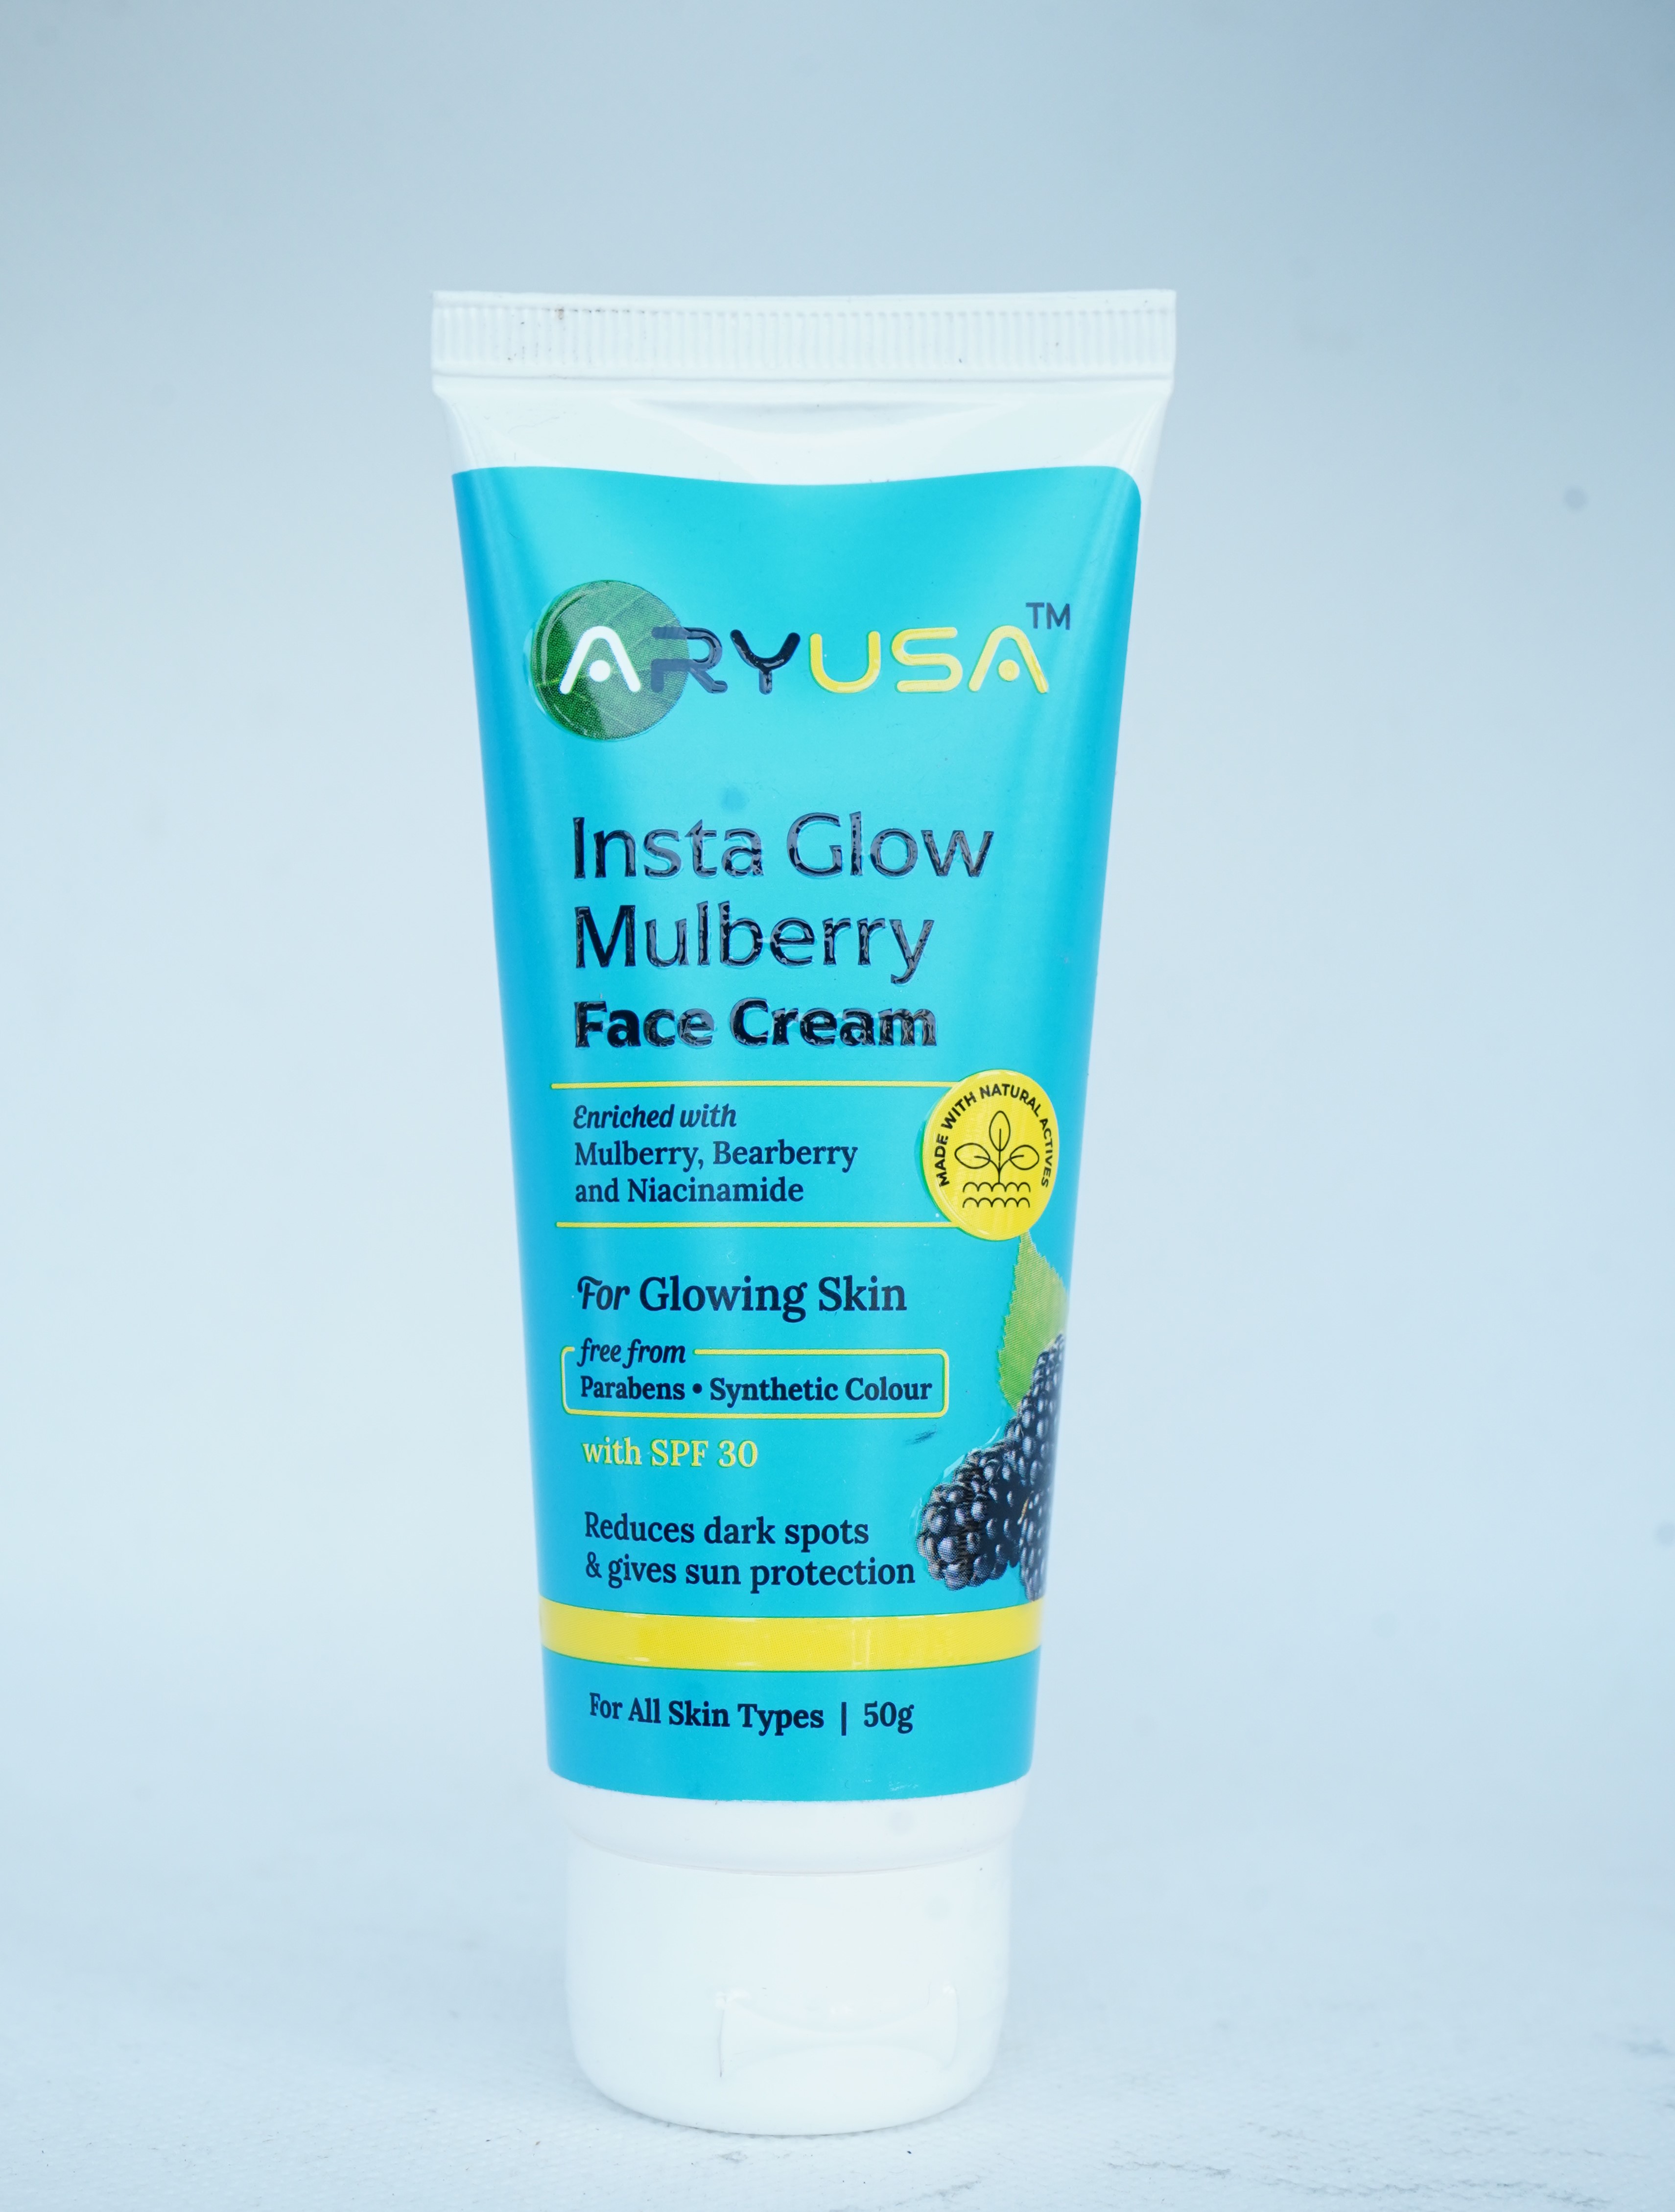 ARYUSA™
Insta Glow
Mulberry
Face Cream
Enriched with
Mulberry, Bearberry
and Niacinamide
MADE WITH NATURAL ACTIVES
For Glowing Skin
free from
Parabens • Synthetic Colour
with SPF 30
Reduces dark spots
& gives sun protection
For All Skin Types | 50g